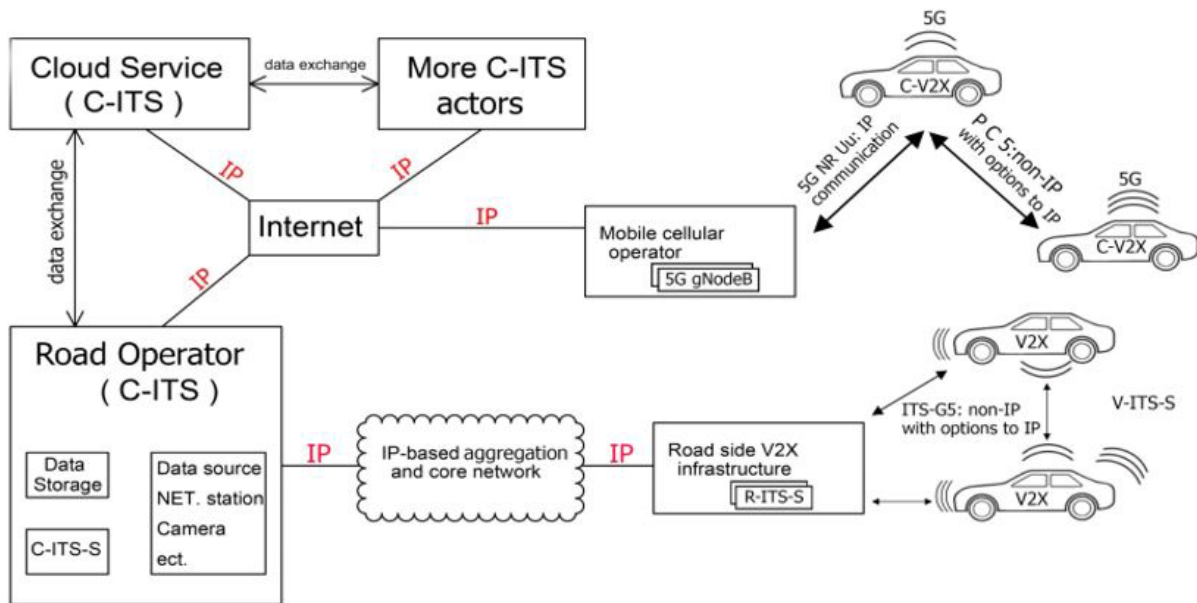 Cloud Service
( C-ITS )
data exchange
More C-ITS
actors
5G
C-V2X
IP
IP
data exchange
5G NR Uu: IP
communication
P C 5:non-IP
with options to IP
5G
C-V2X
Internet
IP
Mobile cellular
operator
5G gNodeB
IP
Road Operator
( C-ITS )
Data
Storage
C-ITS-S
Data source
NET. station
Camera
ect.
IP
IP-based aggregation
and core network
IP
Road side V2X
infrastructure
R-ITS-S
V2X
ITS-G5: non-IP
with options to IP
V-ITS-S
V2X